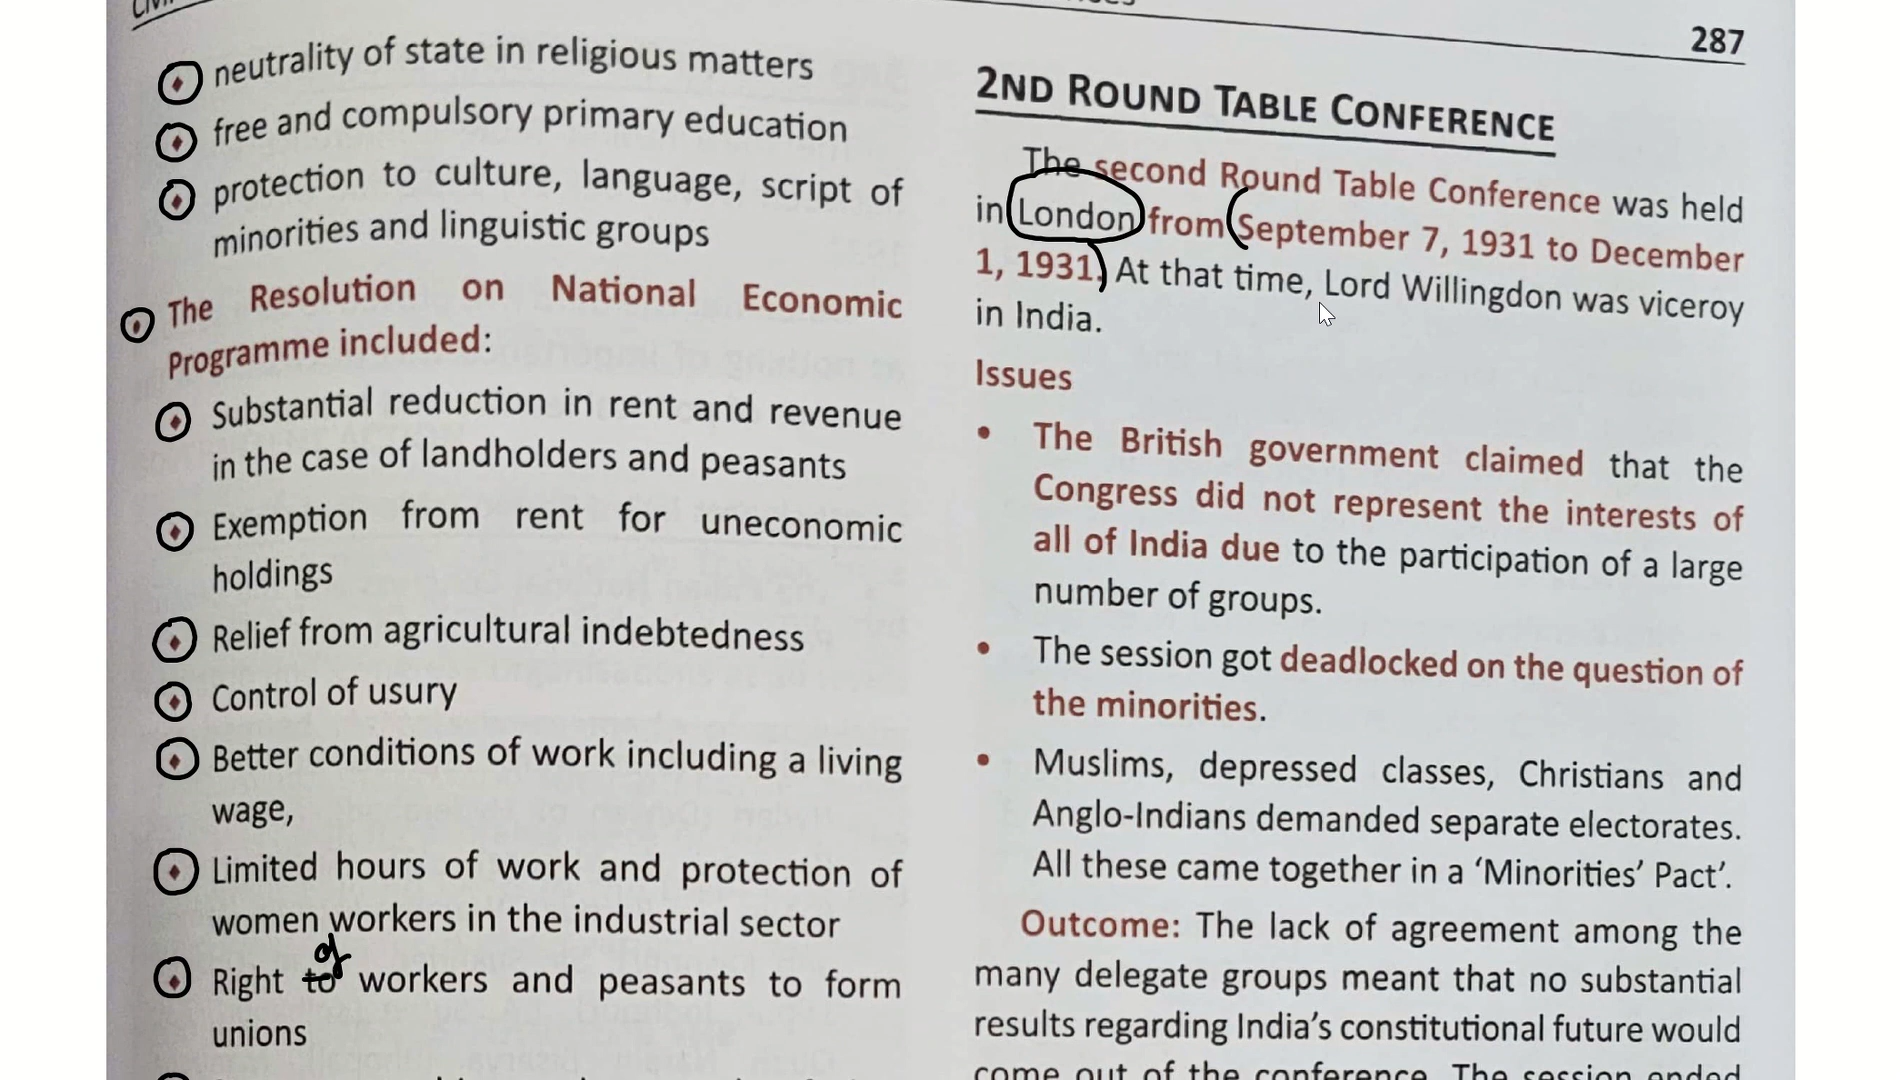 287
neutrality of state in religious matters
free and compulsory primary education
protection to culture, language, script of
minorities and linguistic groups
The Resolution on National Economic
Programme included:
Substantial reduction in rent and revenue
in the case of landholders and peasants
Exemption from rent for uneconomic
holdings
Relief from agricultural indebtedness
Control of usury
Better conditions of work including a living
wage,
Limited hours of work and protection of
women workers in the industrial sector
of
Right to workers and peasants to form
unions
2ND ROUND TABLE CONFERENCE
The second Round Table Conference was held
in London from September 7, 1931 to December
1, 1931. At that time, Lord Willingdon was viceroy
in India.
Issues
• The British government claimed that the
Congress did not represent the interests of
all of India due to the participation of a large
number of groups.
• The session got deadlocked on the question of
the minorities.
• Muslims, depressed classes, Christians and
Anglo-Indians demanded separate electorates.
All these came together in a ‘Minorities’ Pact’.
Outcome: The lack of agreement among the
many delegate groups meant that no substantial
results regarding India’s constitutional future would
come out of the conference. The session ended